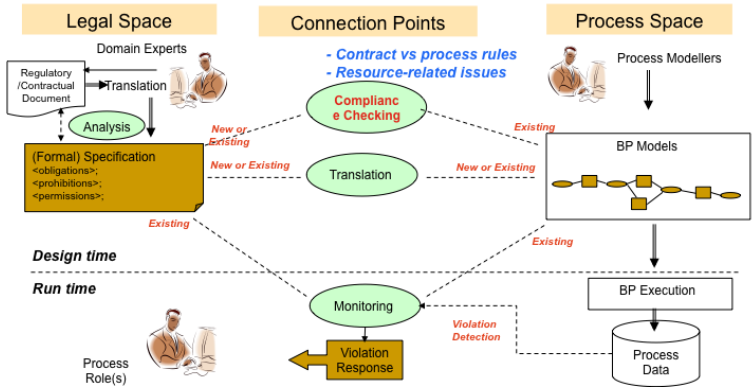 Legal Space
Connection Points
Process Space
Domain Experts
- Contract vs process rules
- Resource-related issues
Process Modellers
Regulatory
/Contractual
Document
Translation
Analysis
Complianc
e Checking
New or
Existing
Existing
(Formal) Specification
<obligations>;
<prohibitions>;
<permissions>;
New or Existing
Translation
New or Existing
BP Models
Existing
Existing
Design time
Run time
Monitoring
BP Execution
Violation
Detection
Violation
Response
Process
Data
Process
Role(s)